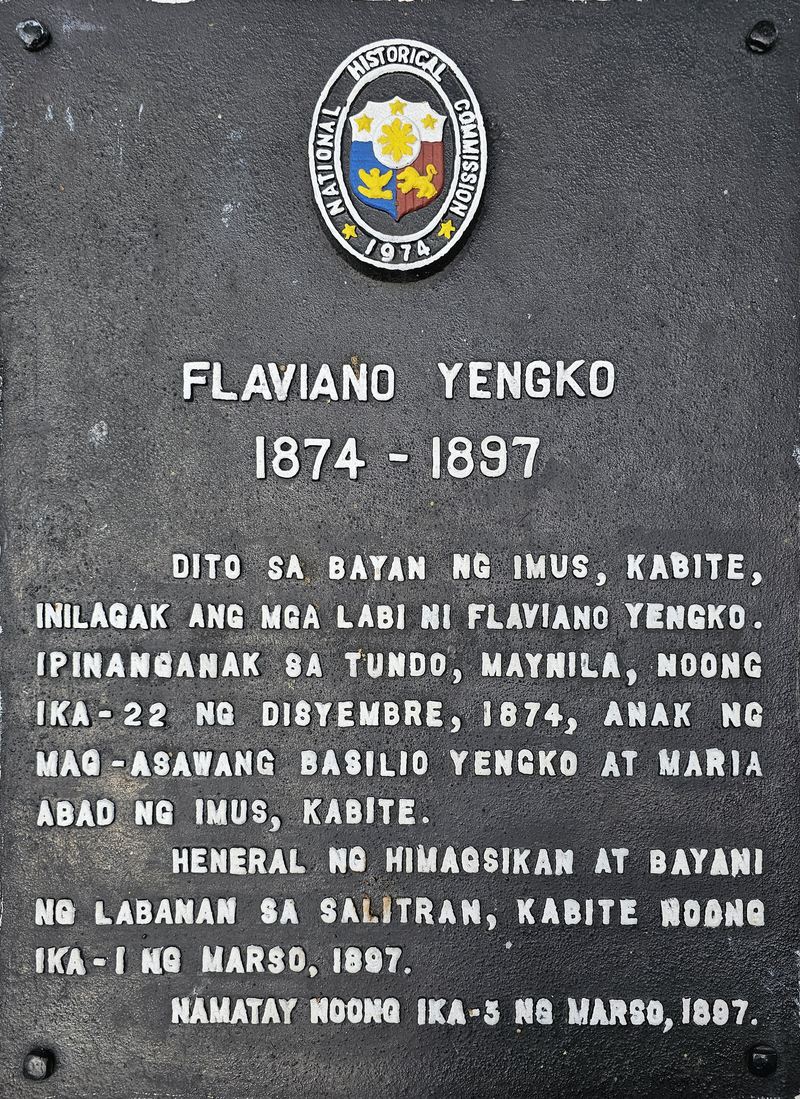 NATIONAL HISTORICAL COMMISSION
1974
FLAVIANO YENGKO
1874 - 1897
DITO SA BAYAN NG IMUS, KABITE,
INILAGAK ANG MGA LABI NI FLAVIANO YENGKO.
IPINANGANAK SA TUNDO, MAYNILA, NOONG
IKA-22 NG DISYEMBRE, 1874, ANAK NG
MAG-ASAWANG BASILIO YENGKO AT MARIA
ABAD NG IMUS, KABITE.
HENERAL NG HIMAGSIKAN AT BAYANI
NG LABANAN SA SALITRAN, KABITE NOONG
IKA-1 NG MARSO, 1897.
NAMATAY NOONG IKA-3 NG MARSO, 1897.